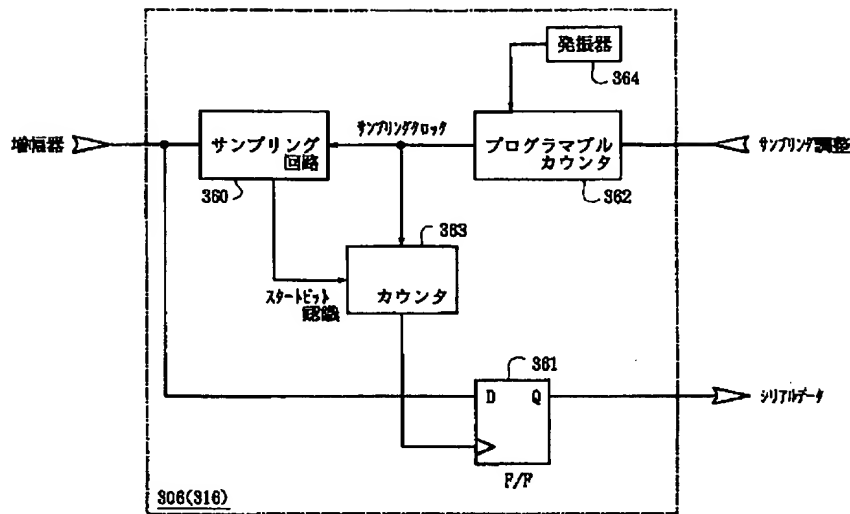 発振器
364
増幅器
サンプリング
回路
360
サンプリングクロック
プログラマブル
カウンタ
362
サンプリング調整
363
スタートビット
認識
カウンタ
361
D
Q
シリアルデータ
F/F
306(316)